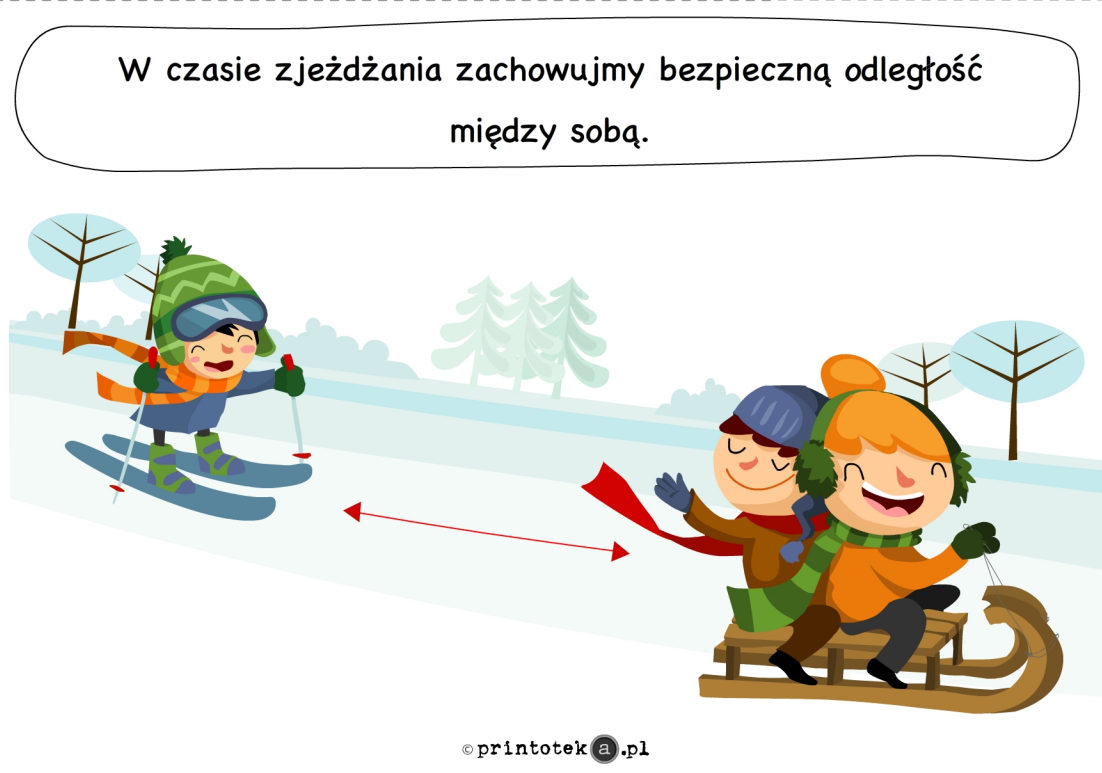 W czasie zjeżdżania zachowujmy bezpieczną odległość
między sobą.
© printoteka.pl